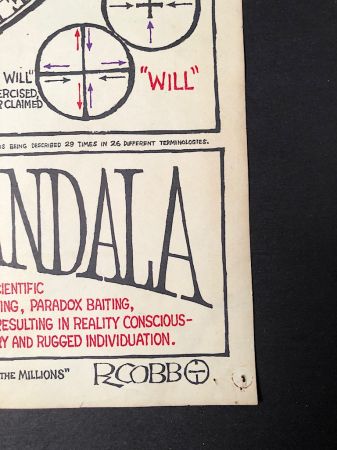 WILL"
ERCISED,
R CLAIMED
"WILL"
S BEING DESCRIBED 29 TIMES IN 26 DIFFERENT TERMINOLOGIES.
NDALA
CIENTIFIC
ING, PARADOX BAITING,
RESULTING IN REALITY CONSCIOUS-
RY AND RUGGED INDIVIDUATION.
THE MILLIONS" R. COBB